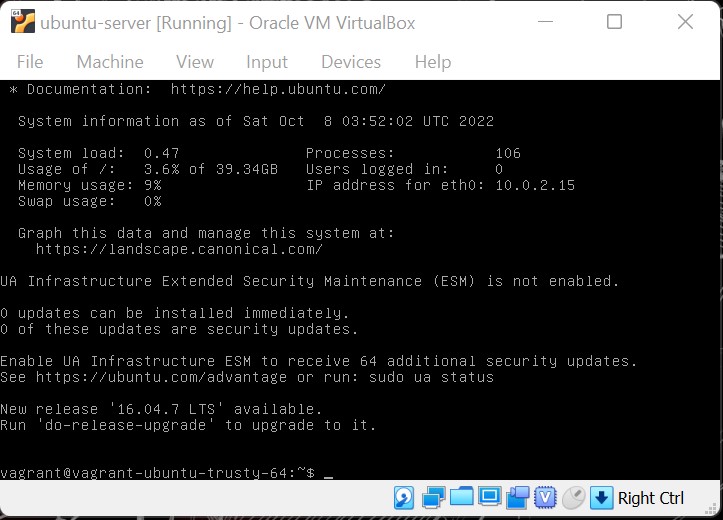 ubuntu-server [Running] - Oracle VM VirtualBox
File Machine View Input Devices Help
* Documentation: https://help.ubuntu.com/
System information as of Sat Oct  8 03:52:02 UTC 2022
System load: 0.47 Processes: 106
Usage of /: 3.6% of 39.34GB Users logged in: 0
Memory usage: 9% IP address for eth0: 10.0.2.15
Swap usage: 0%
Graph this data and manage this system at:
https://landscape.canonical.com/
UA Infrastructure Extended Security Maintenance (ESM) is not enabled.
0 updates can be installed immediately.
0 of these updates are security updates.
Enable UA Infrastructure ESM to receive 64 additional security updates.
See https://ubuntu.com/advantage or run: sudo ua status
New release '16.04.7 LTS' available.
Run 'do-release-upgrade' to upgrade to it.
vagrant@vagrant-ubuntu-trusty-64:~$ _
Right Ctrl